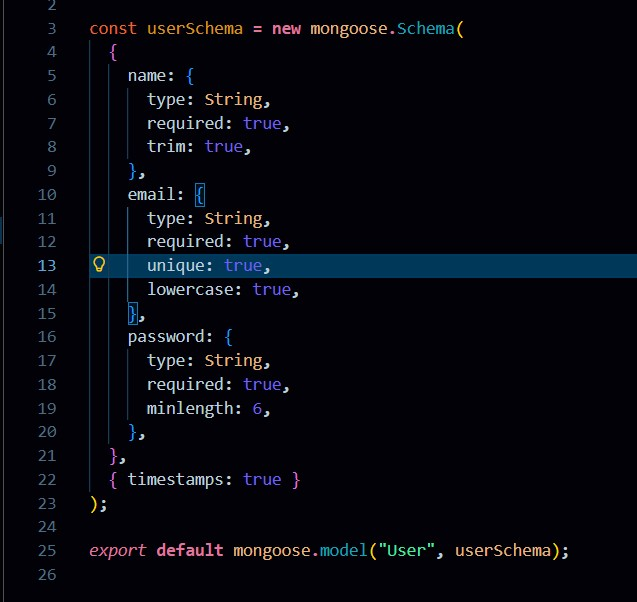 2
3 const userSchema = new mongoose.Schema(
4 {
5 name: {
6 type: String,
7 required: true,
8 trim: true,
9 },
10 email: {
11 type: String,
12 required: true,
13 unique: true,
14 lowercase: true,
15 },
16 password: {
17 type: String,
18 required: true,
19 minlength: 6,
20 },
21 },
22 { timestamps: true }
23 );
24
25 export default mongoose.model("User", userSchema);
26